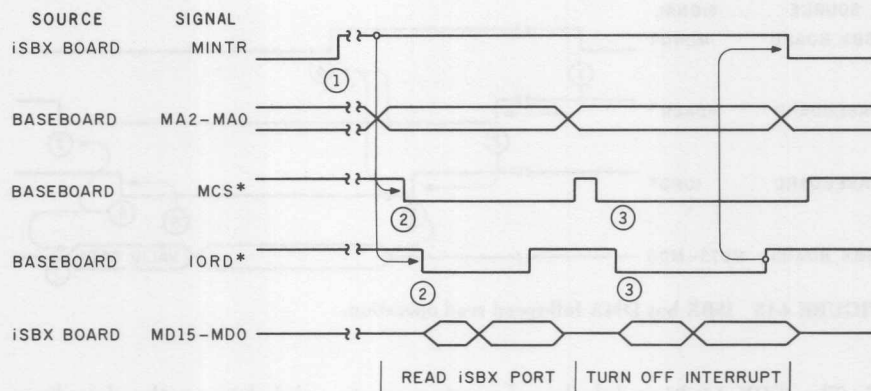 SOURCE SIGNAL
iSBX BOARD MINTR
①
BASEBOARD MA2-MA0
BASEBOARD MCS*
② ③
BASEBOARD IORD*
② ③
iSBX BOARD MD15-MD0
READ iSBX PORT TURN OFF INTERRUPT